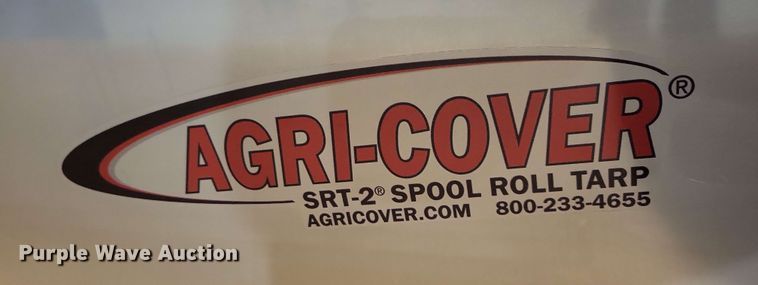 AGRI-COVER®
SRT-2® SPOOL ROLL TARP
AGRICOVER.COM 800-233-4655
Purple Wave Auction